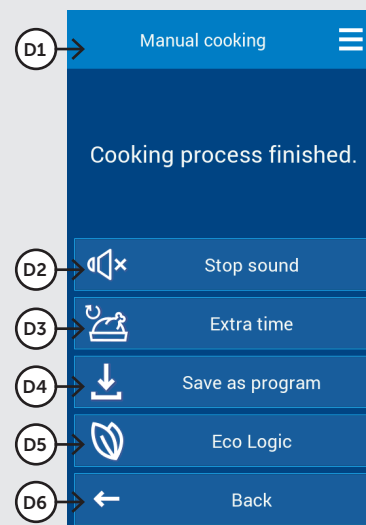 D1 Manual cooking
Cooking process finished.
D2 Stop sound
D3 Extra time
D4 Save as program
D5 Eco Logic
D6 Back